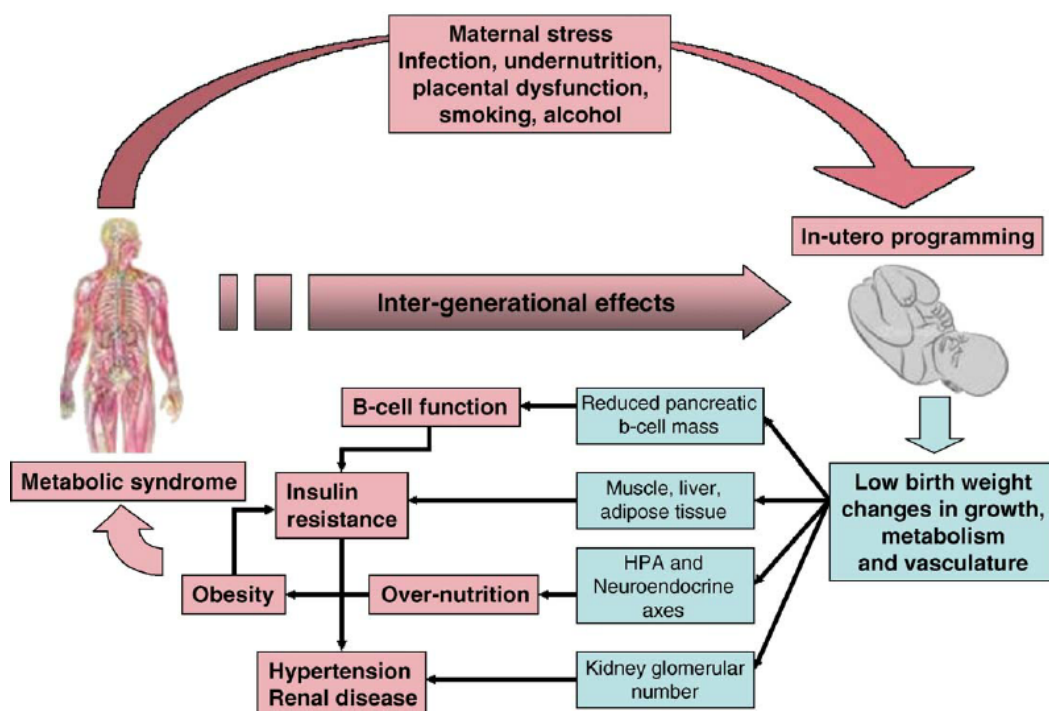 Maternal stress
Infection, undernutrition,
placental dysfunction,
smoking, alcohol
In-utero programming
Inter-generational effects
B-cell function
Reduced pancreatic
b-cell mass
Metabolic syndrome
Insulin
resistance
Muscle, liver,
adipose tissue
Low birth weight
changes in growth,
metabolism
and vasculature
Obesity
Over-nutrition
HPA and
Neuroendocrine
axes
Hypertension
Renal disease
Kidney glomerular
number